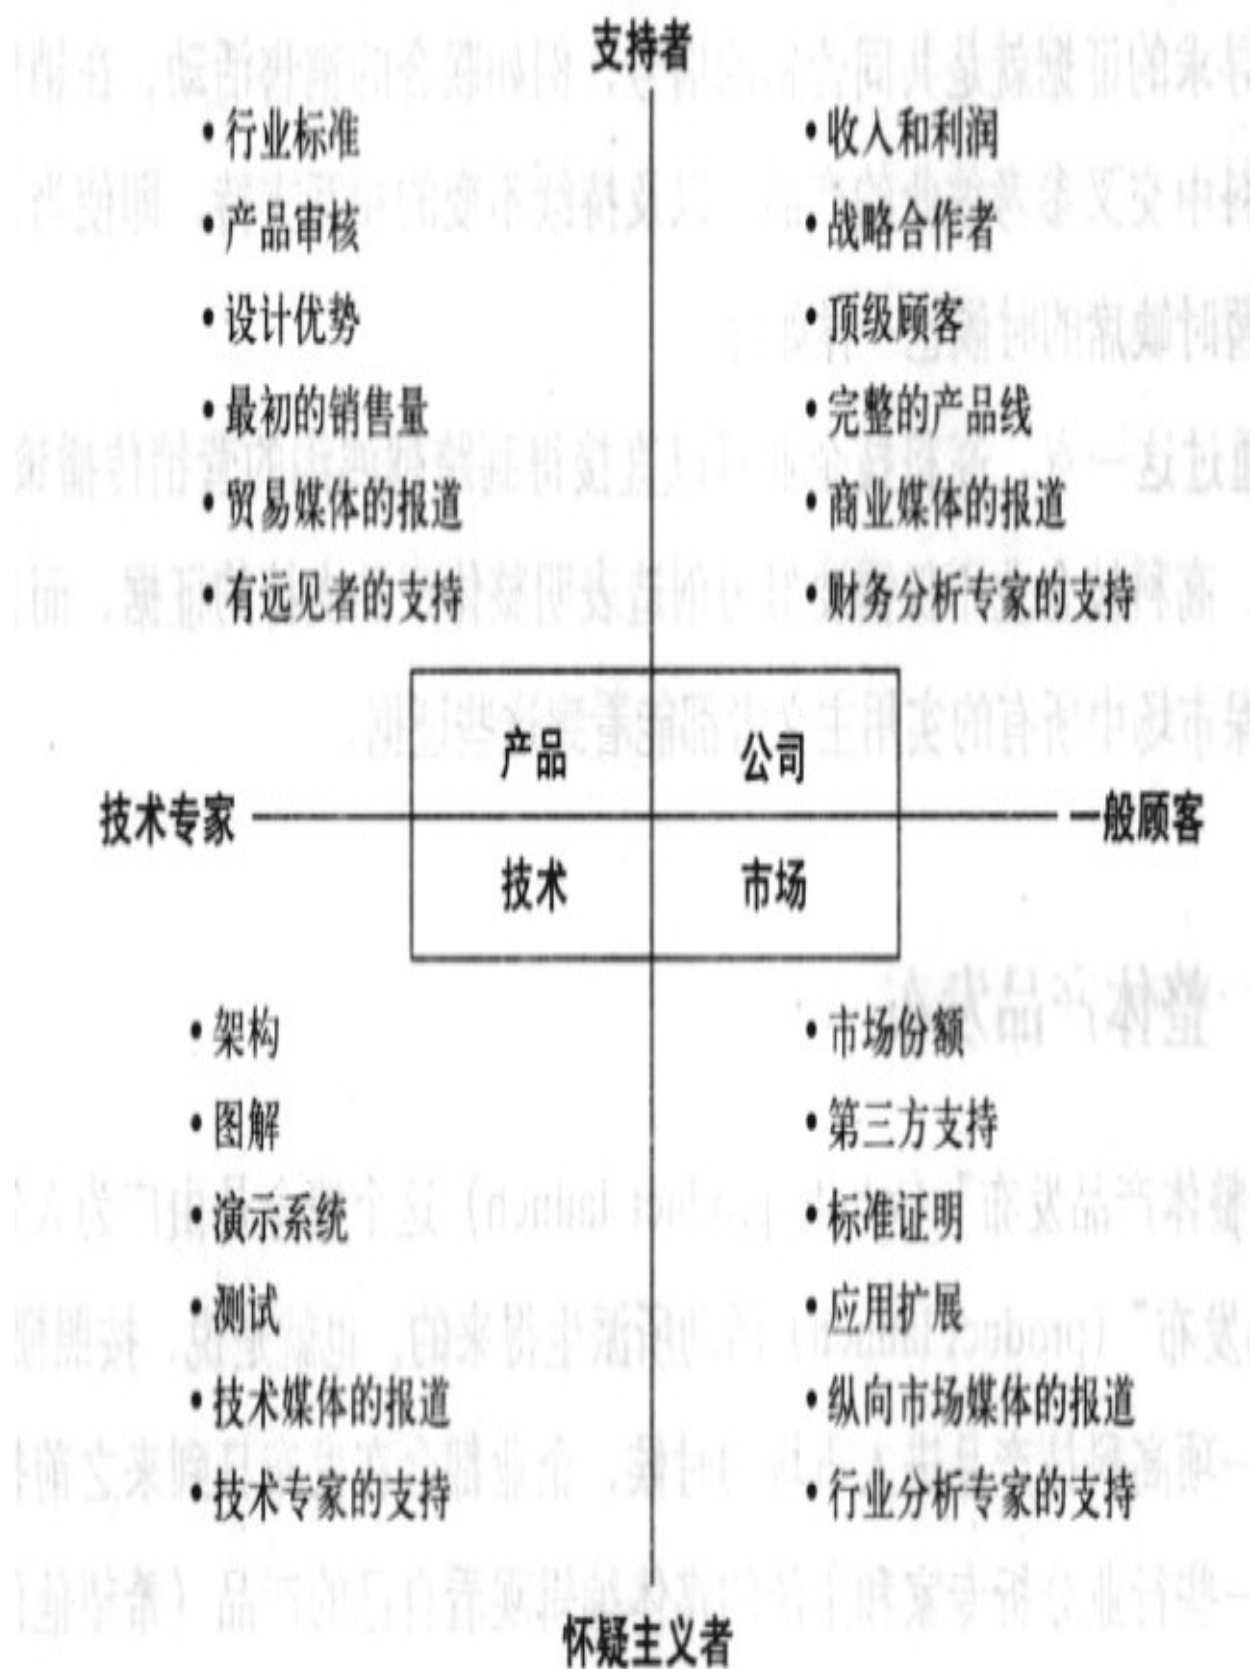 支持者
•行业标准
•产品审核
•设计优势
•最初的销售量
•贸易媒体的报道
•有远见者的支持
•收入和利润
•战略合作者
•顶级顾客
•完整的产品线
•商业媒体的报道
•财务分析专家的支持
产品 公司
技术专家 一般顾客
技术 市场
•架构
•图解
•演示系统
•测试
•技术媒体的报道
•技术专家的支持
•市场份额
•第三方支持
•标准证明
•应用扩展
•纵向市场媒体的报道
•行业分析专家的支持
怀疑主义者